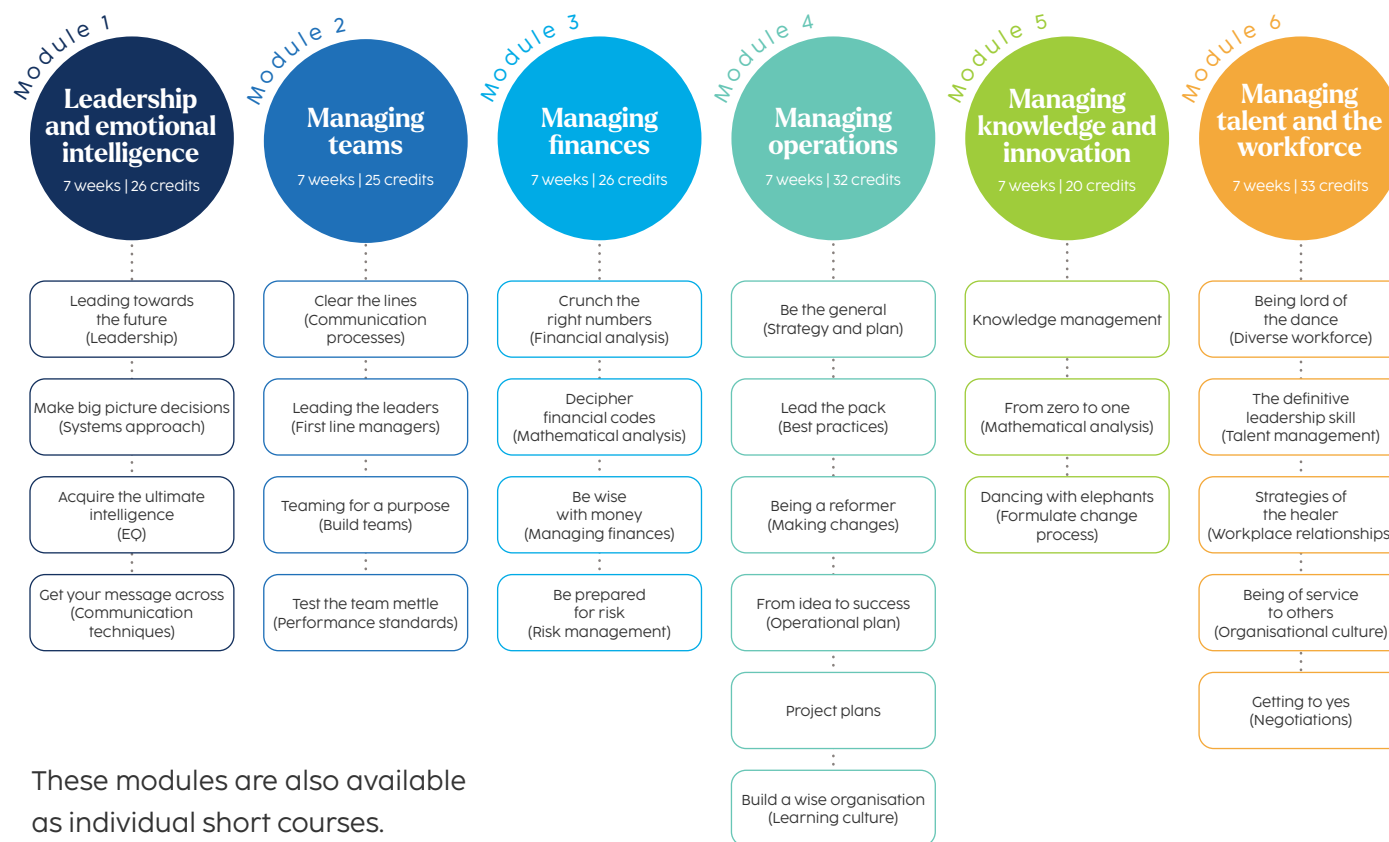 Module 1
Leadership
and emotional
intelligence
7 weeks | 26 credits
Leading towards
the future
(Leadership)
Make big picture decisions
(Systems approach)
Acquire the ultimate
intelligence
(EQ)
Get your message across
(Communication
techniques)
Module 2
Managing
teams
7 weeks | 25 credits
Clear the lines
(Communication
processes)
Leading the leaders
(First line managers)
Teaming for a purpose
(Build teams)
Test the team mettle
(Performance standards)
Module 3
Managing
finances
7 weeks | 26 credits
Crunch the
right numbers
(Financial analysis)
Decipher
financial codes
(Mathematical analysis)
Be wise
with money
(Managing finances)
Be prepared
for risk
(Risk management)
Module 4
Managing
operations
7 weeks | 32 credits
Be the general
(Strategy and plan)
Lead the pack
(Best practices)
Being a reformer
(Making changes)
From idea to success
(Operational plan)
Project plans
Build a wise organisation
(Learning culture)
Module 5
Managing
knowledge and
innovation
7 weeks | 20 credits
Knowledge management
From zero to one
(Mathematical analysis)
Dancing with elephants
(Formulate change
process)
Module 6
Managing
talent and the
workforce
7 weeks | 33 credits
Being lord of
the dance
(Diverse workforce)
The definitive
leadership skill
(Talent management)
Strategies of
the healer
(Workplace relationships
Being of service
to others
(Organisational culture)
Getting to yes
(Negotiations)
These modules are also available
as individual short courses.